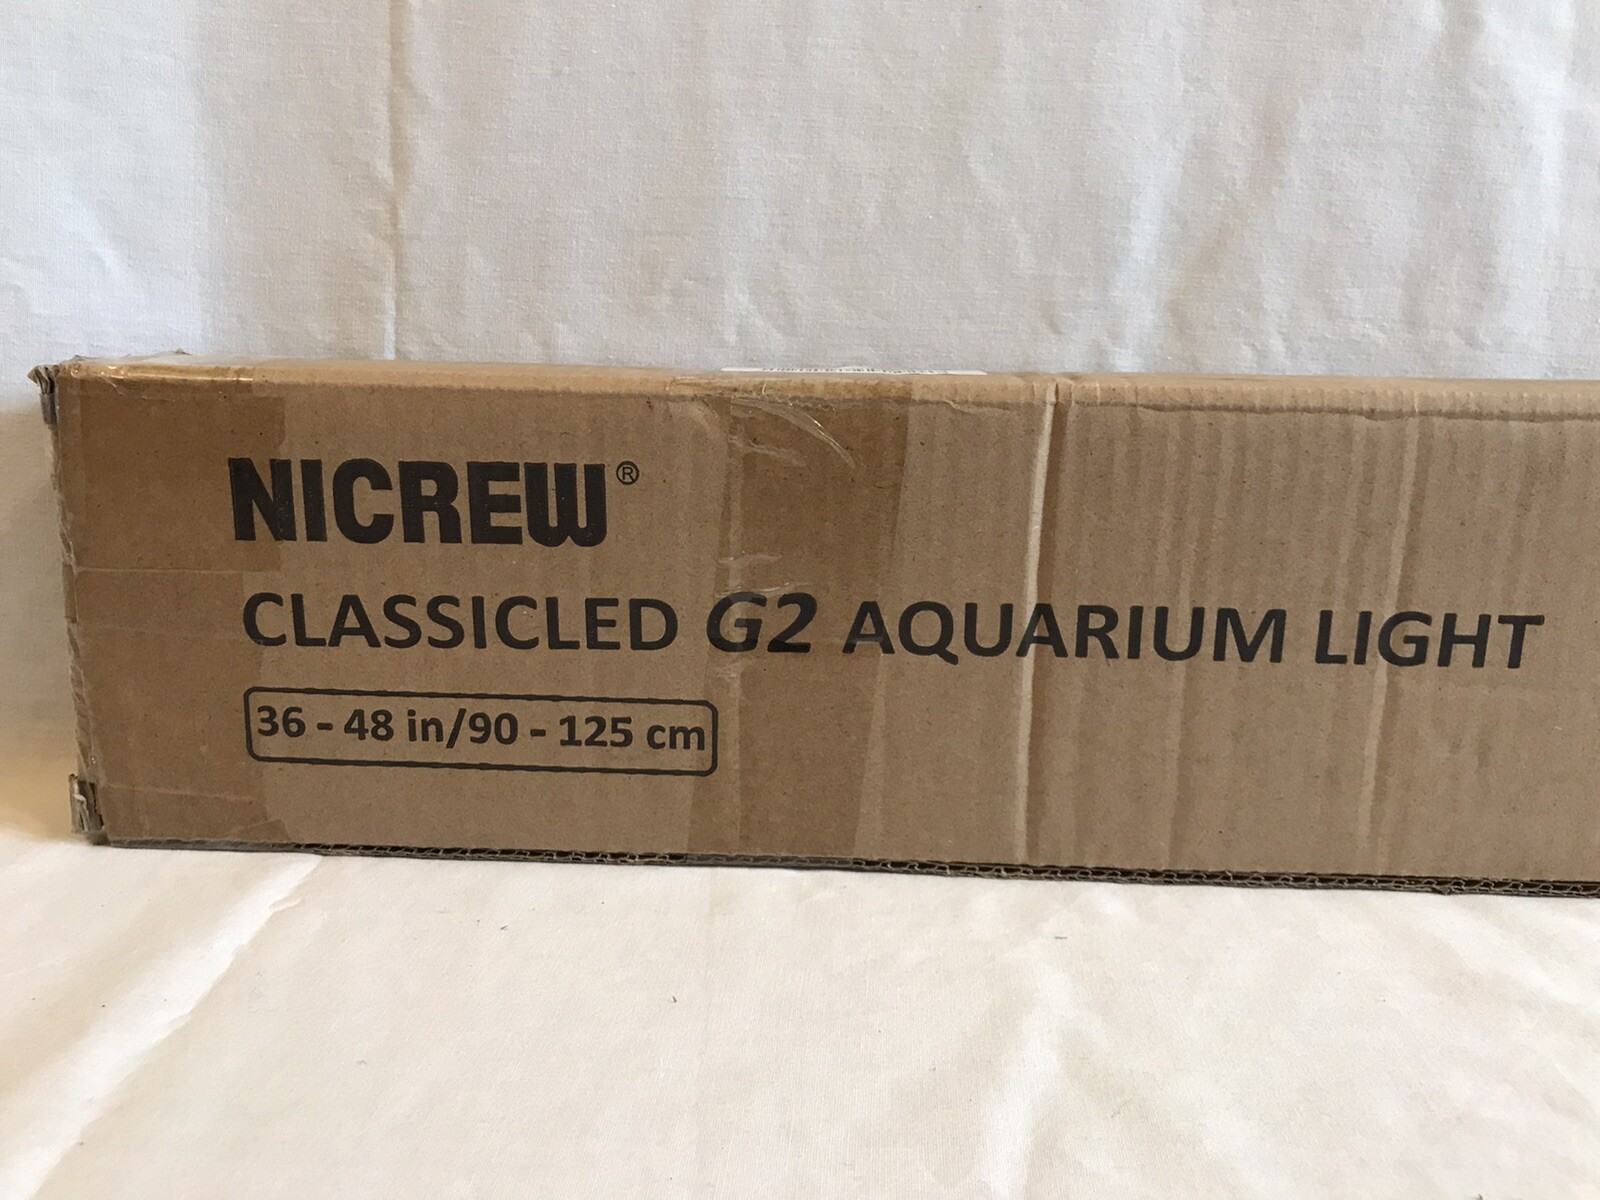 NICREW®
CLASSICLED G2 AQUARIUM LIGHT
36 - 48 in/90 - 125 cm